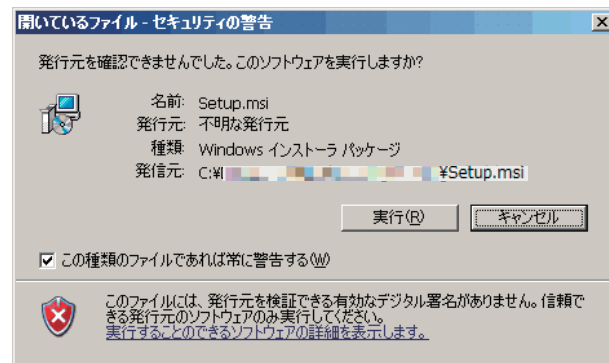 開いているファイル - セキュリティの警告
発行元を確認できませんでした。このソフトウェアを実行しますか?
名前: Setup.msi
発行元: 不明な発行元
種類: Windows インストーラ パッケージ
発信元: C:¥ ¥Setup.msi
実行(R) キャンセル
この種類のファイルであれば常に警告する(W)
このファイルには、発行元を検証できる有効なデジタル署名がありません。信頼で
きる発行元のソフトウェアのみ実行してください。
実行することのできるソフトウェアの詳細を表示します。